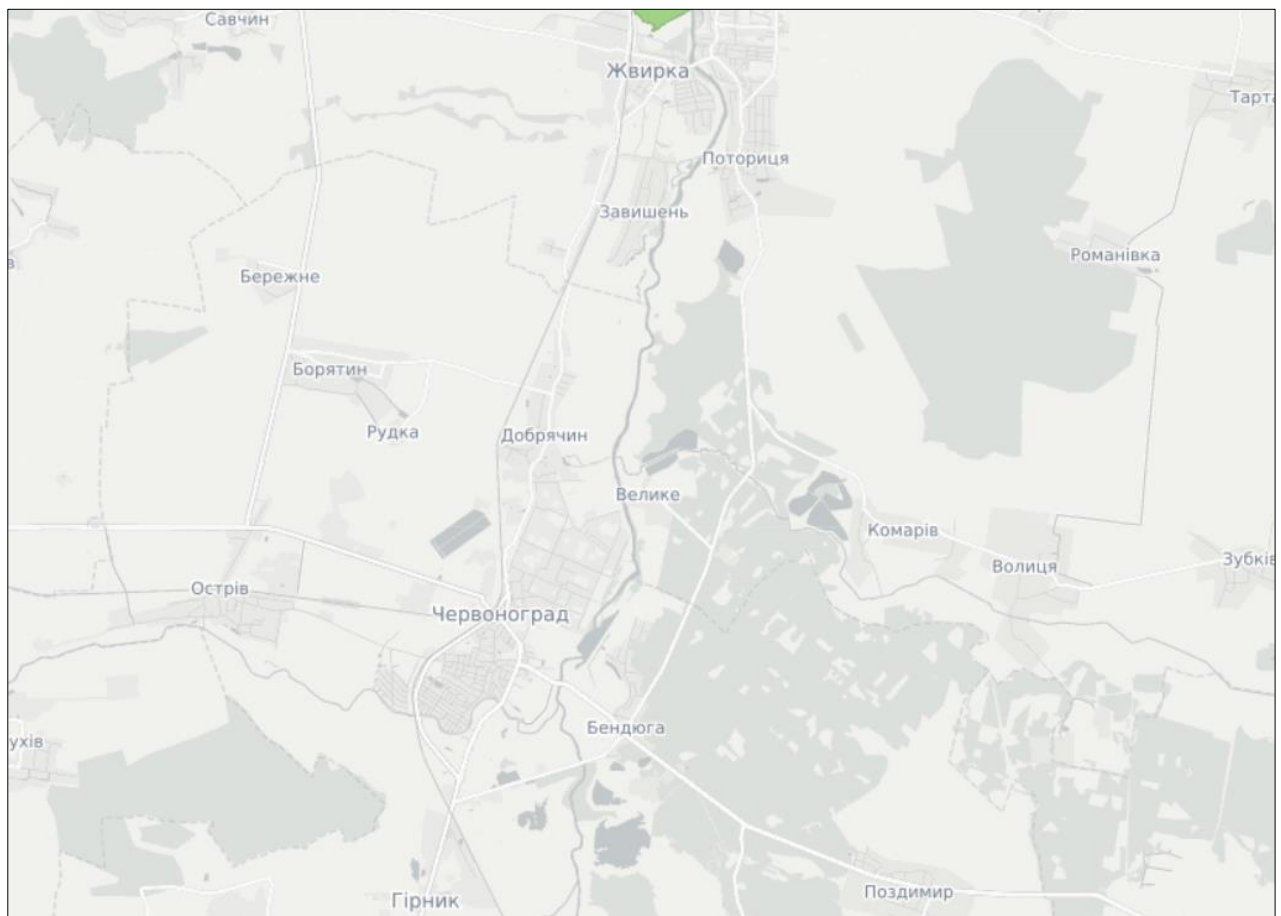 Савчин
Жвирка
Тарта
Поториця
Завишень
Романівка
в
Бережне
Борятин
Рудка
Добрячин
Велике
Комарів
Волиця
Зубків
Острів
Червоноград
Бендюга
ухів
Поздимир
Гірник